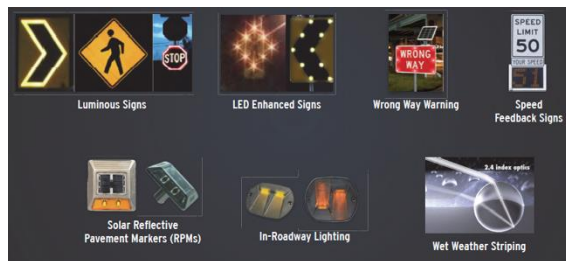 STOP
WRONG
WAY
SPEED
LIMIT
50
YOUR SPEED
51
Luminous Signs
LED Enhanced Signs
Wrong Way Warning
Speed
Feedback Signs
2.4 index optics
Solar Reflective
Pavement Markers (RPMs)
In-Roadway Lighting
Wet Weather Striping